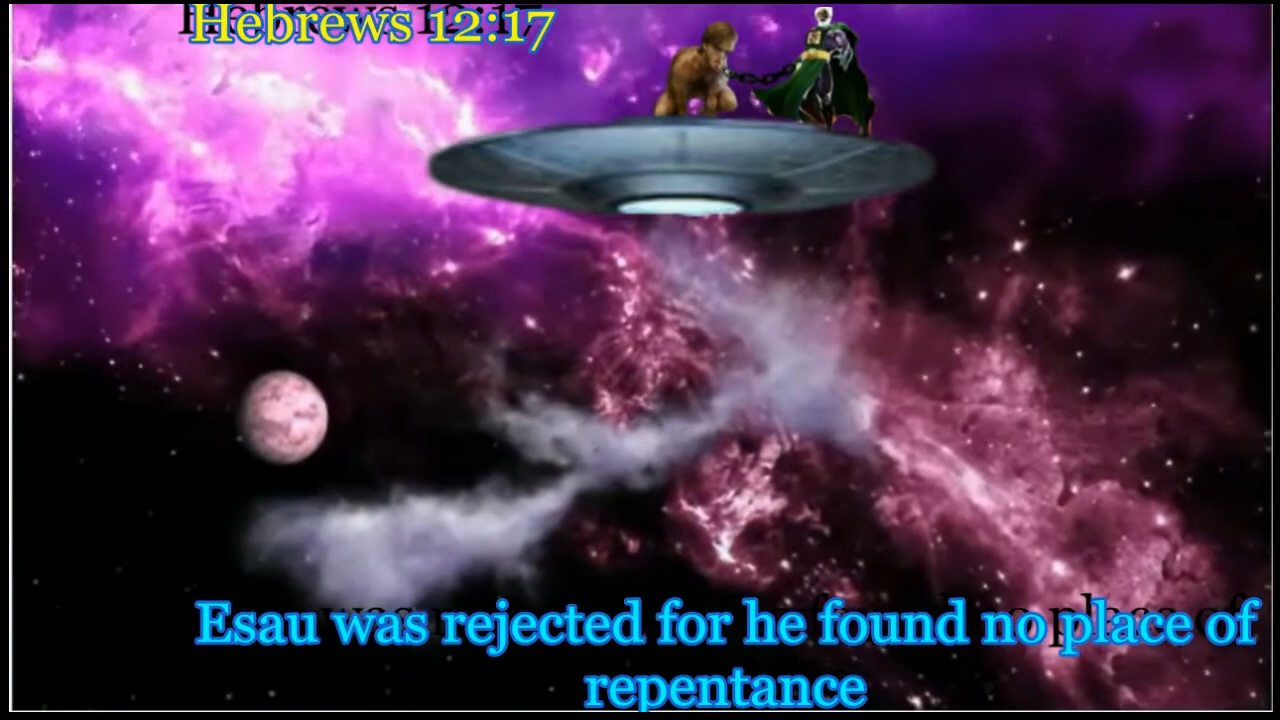 Hebrews 12:17
Esau was rejected for he found no place of
repentance